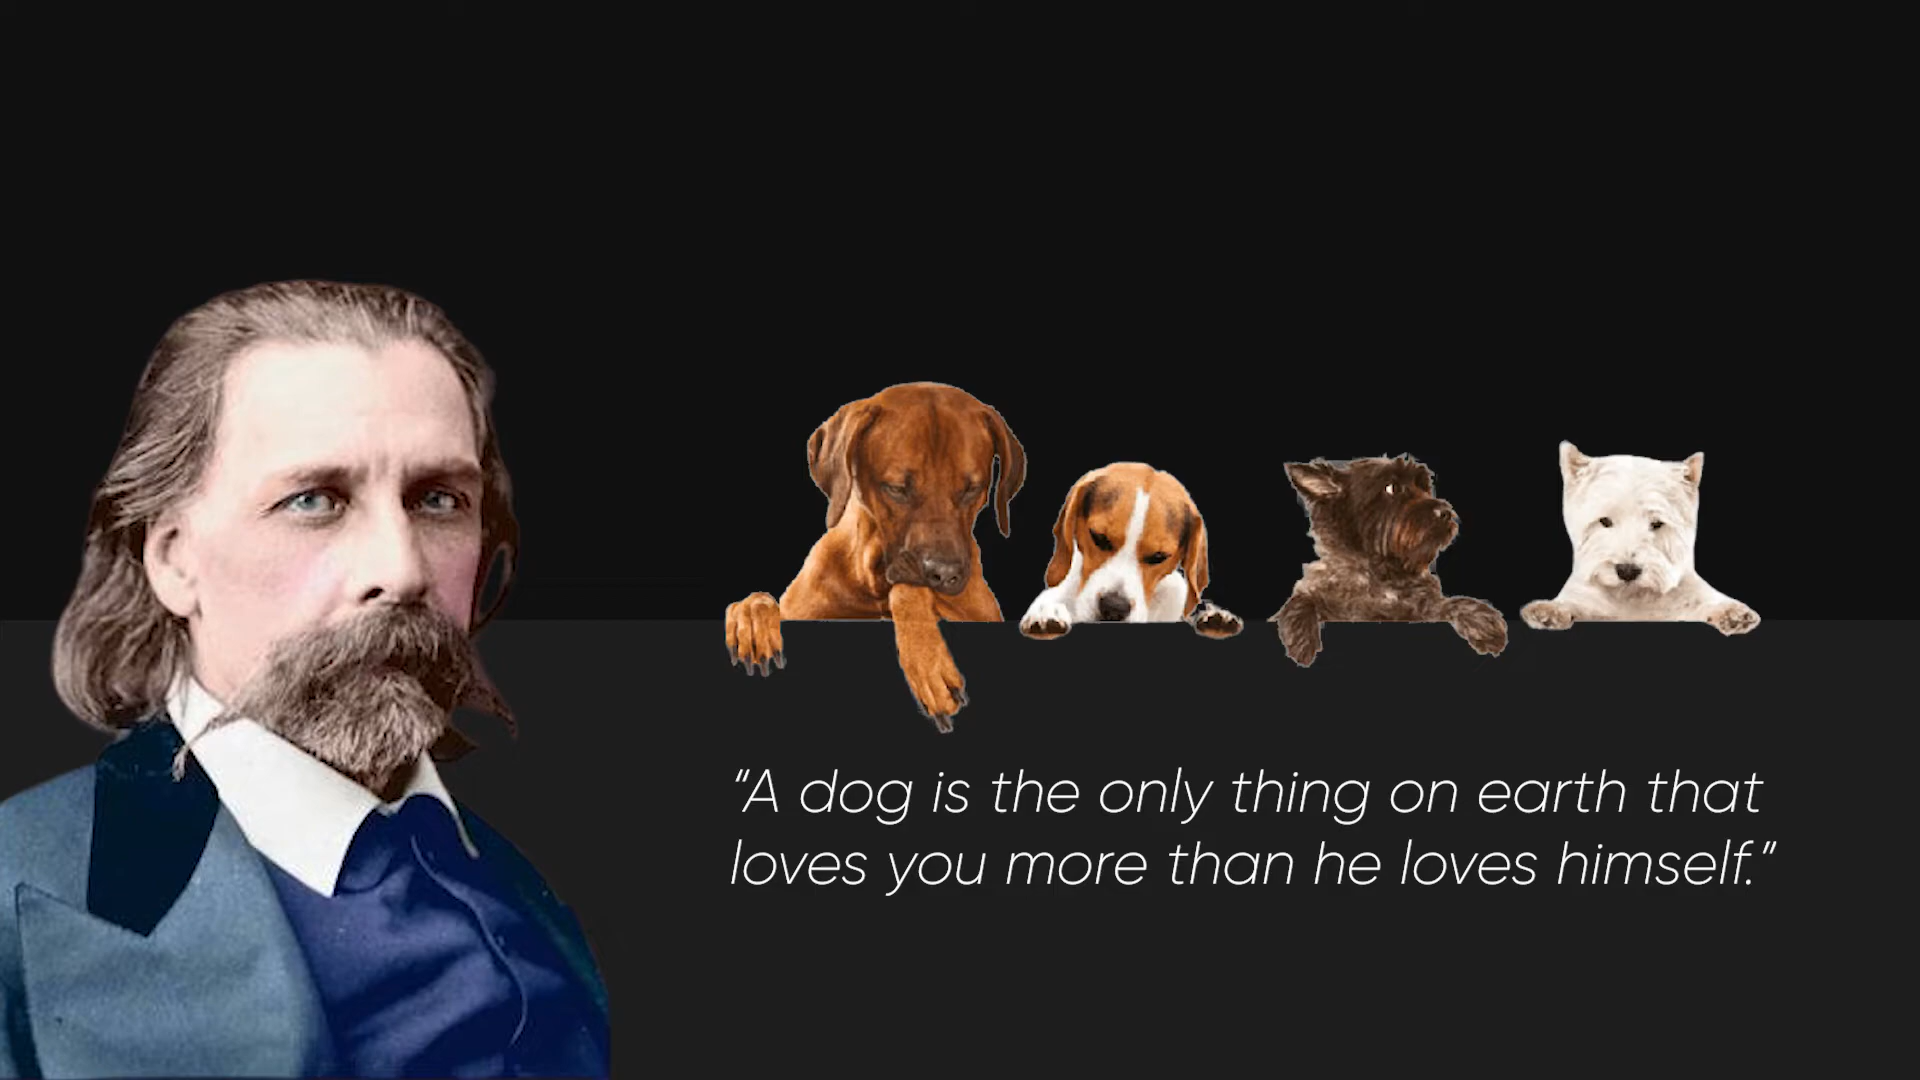 “A dog is the only thing on earth that
loves you more than he loves himself.”